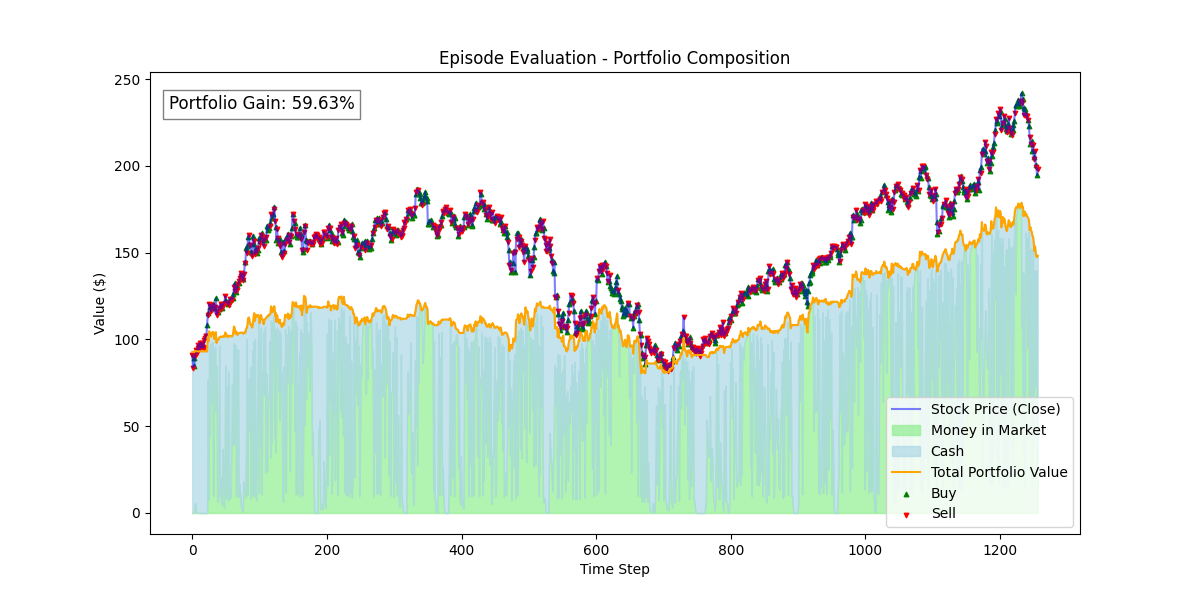 Episode Evaluation - Portfolio Composition
Portfolio Gain: 59.63%
Value ($)
250
200
150
100
50
0
Stock Price (Close)
Money in Market
Cash
Total Portfolio Value
Buy
Sell
0 200 400 600 800 1000 1200
Time Step